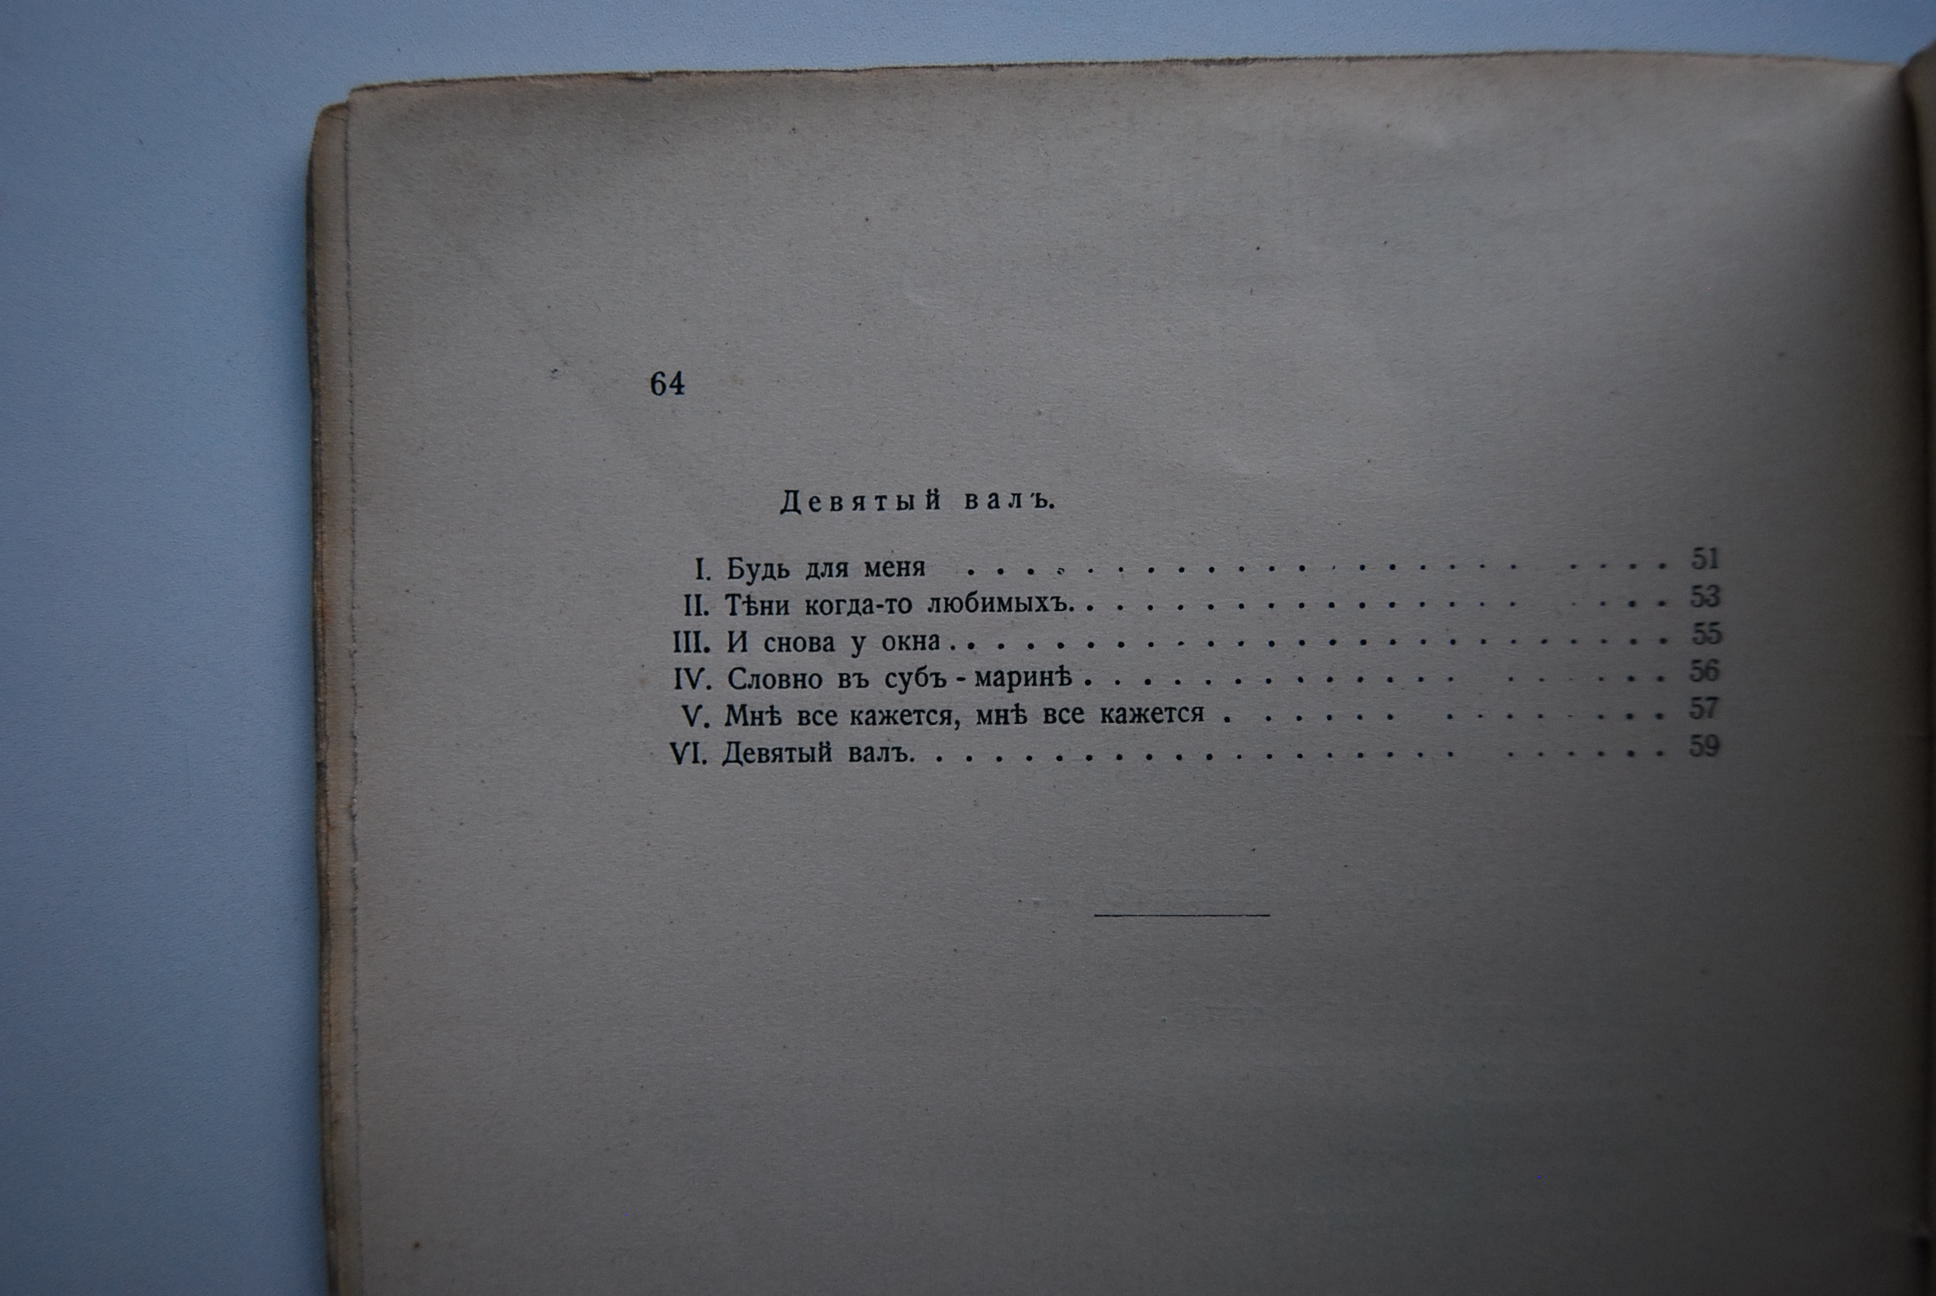 64
Девятый валъ.
I. Будь для меня . . . . . . . . . . . . . . . . . . . . . . . 51
II. Тѣни когда-то любимыхъ. . . . . . . . . . . . . . . . . . . . 53
III. И снова у окна . . . . . . . . . . . . . . . . . . . . . . . . . 55
IV. Словно въ субъ - маринѣ . . . . . . . . . . . . . . . . . . . 56
V. Мнѣ все кажется, мнѣ все кажется . . . . . . . . . . . . . . 57
VI. Девятый валъ. . . . . . . . . . . . . . . . . . . . . . . . . 59